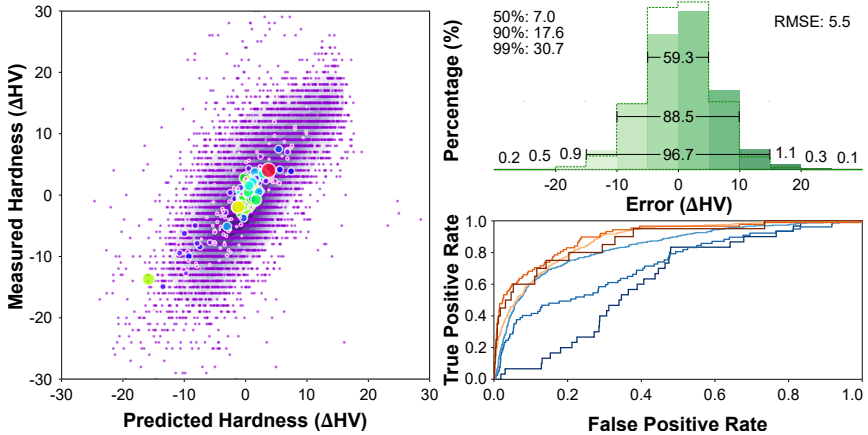 30
20
10
0
-10
-20
-30
-20
-10
0
10
20
30
Measured Hardness (ΔHV)
Predicted Hardness (ΔHV)
50%: 7.0
90%: 17.6
99%: 30.7
RMSE: 5.5
59.3
88.5
96.7
0.2 0.5 0.9 1.1 0.3 0.1
-20 -10 0 10 20
Percentage (%)
Error (ΔHV)
1.0
0.8
0.6
0.4
0.2
0.0
0.0 0.2 0.4 0.6 0.8 1.0
True Positive Rate
False Positive Rate